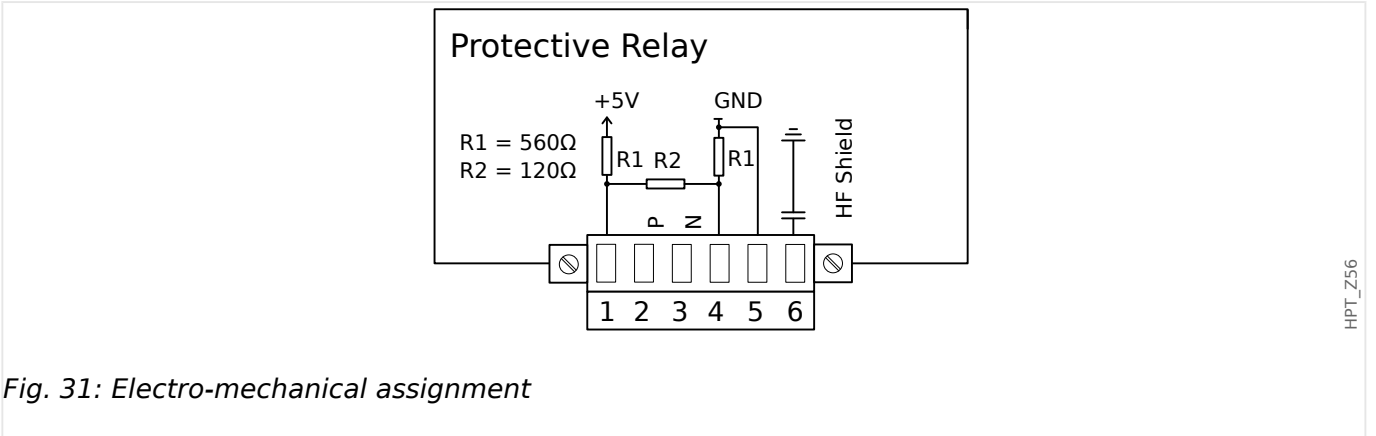 Protective Relay
+5V
GND
R1 = 560Ω
R2 = 120Ω
R1
R2
R1
HF Shield
P
N
1 2 3 4 5 6
HPT_Z56
Fig. 31: Electro-mechanical assignment